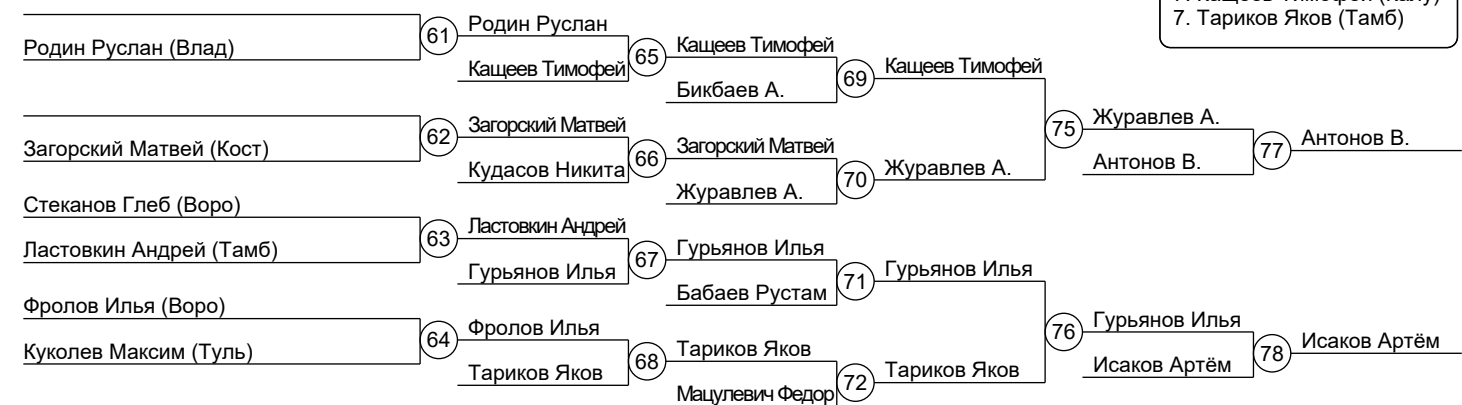 7. Тариков Яков (Тамб)
Родин Руслан (Влад)
61
Родин Руслан
Кащеев Тимофей
65
Кащеев Тимофей
Бикбаев А.
69
Кащеев Тимофей
Загорский Матвей (Кост)
62
Загорский Матвей
Кудасов Никита
66
Загорский Матвей
Журавлев А.
70
Журавлев А.
75
Журавлев А.
Антонов В.
77
Антонов В.
Стеканов Глеб (Воро)
Ластовкин Андрей (Тамб)
63
Ластовкин Андрей
Гурьянов Илья
67
Гурьянов Илья
Бабаев Рустам
71
Гурьянов Илья
Фролов Илья (Воро)
Куколев Максим (Туль)
64
Фролов Илья
Тариков Яков
68
Тариков Яков
Мацулевич Федор
72
Тариков Яков
76
Гурьянов Илья
Исаков Артём
78
Исаков Артём